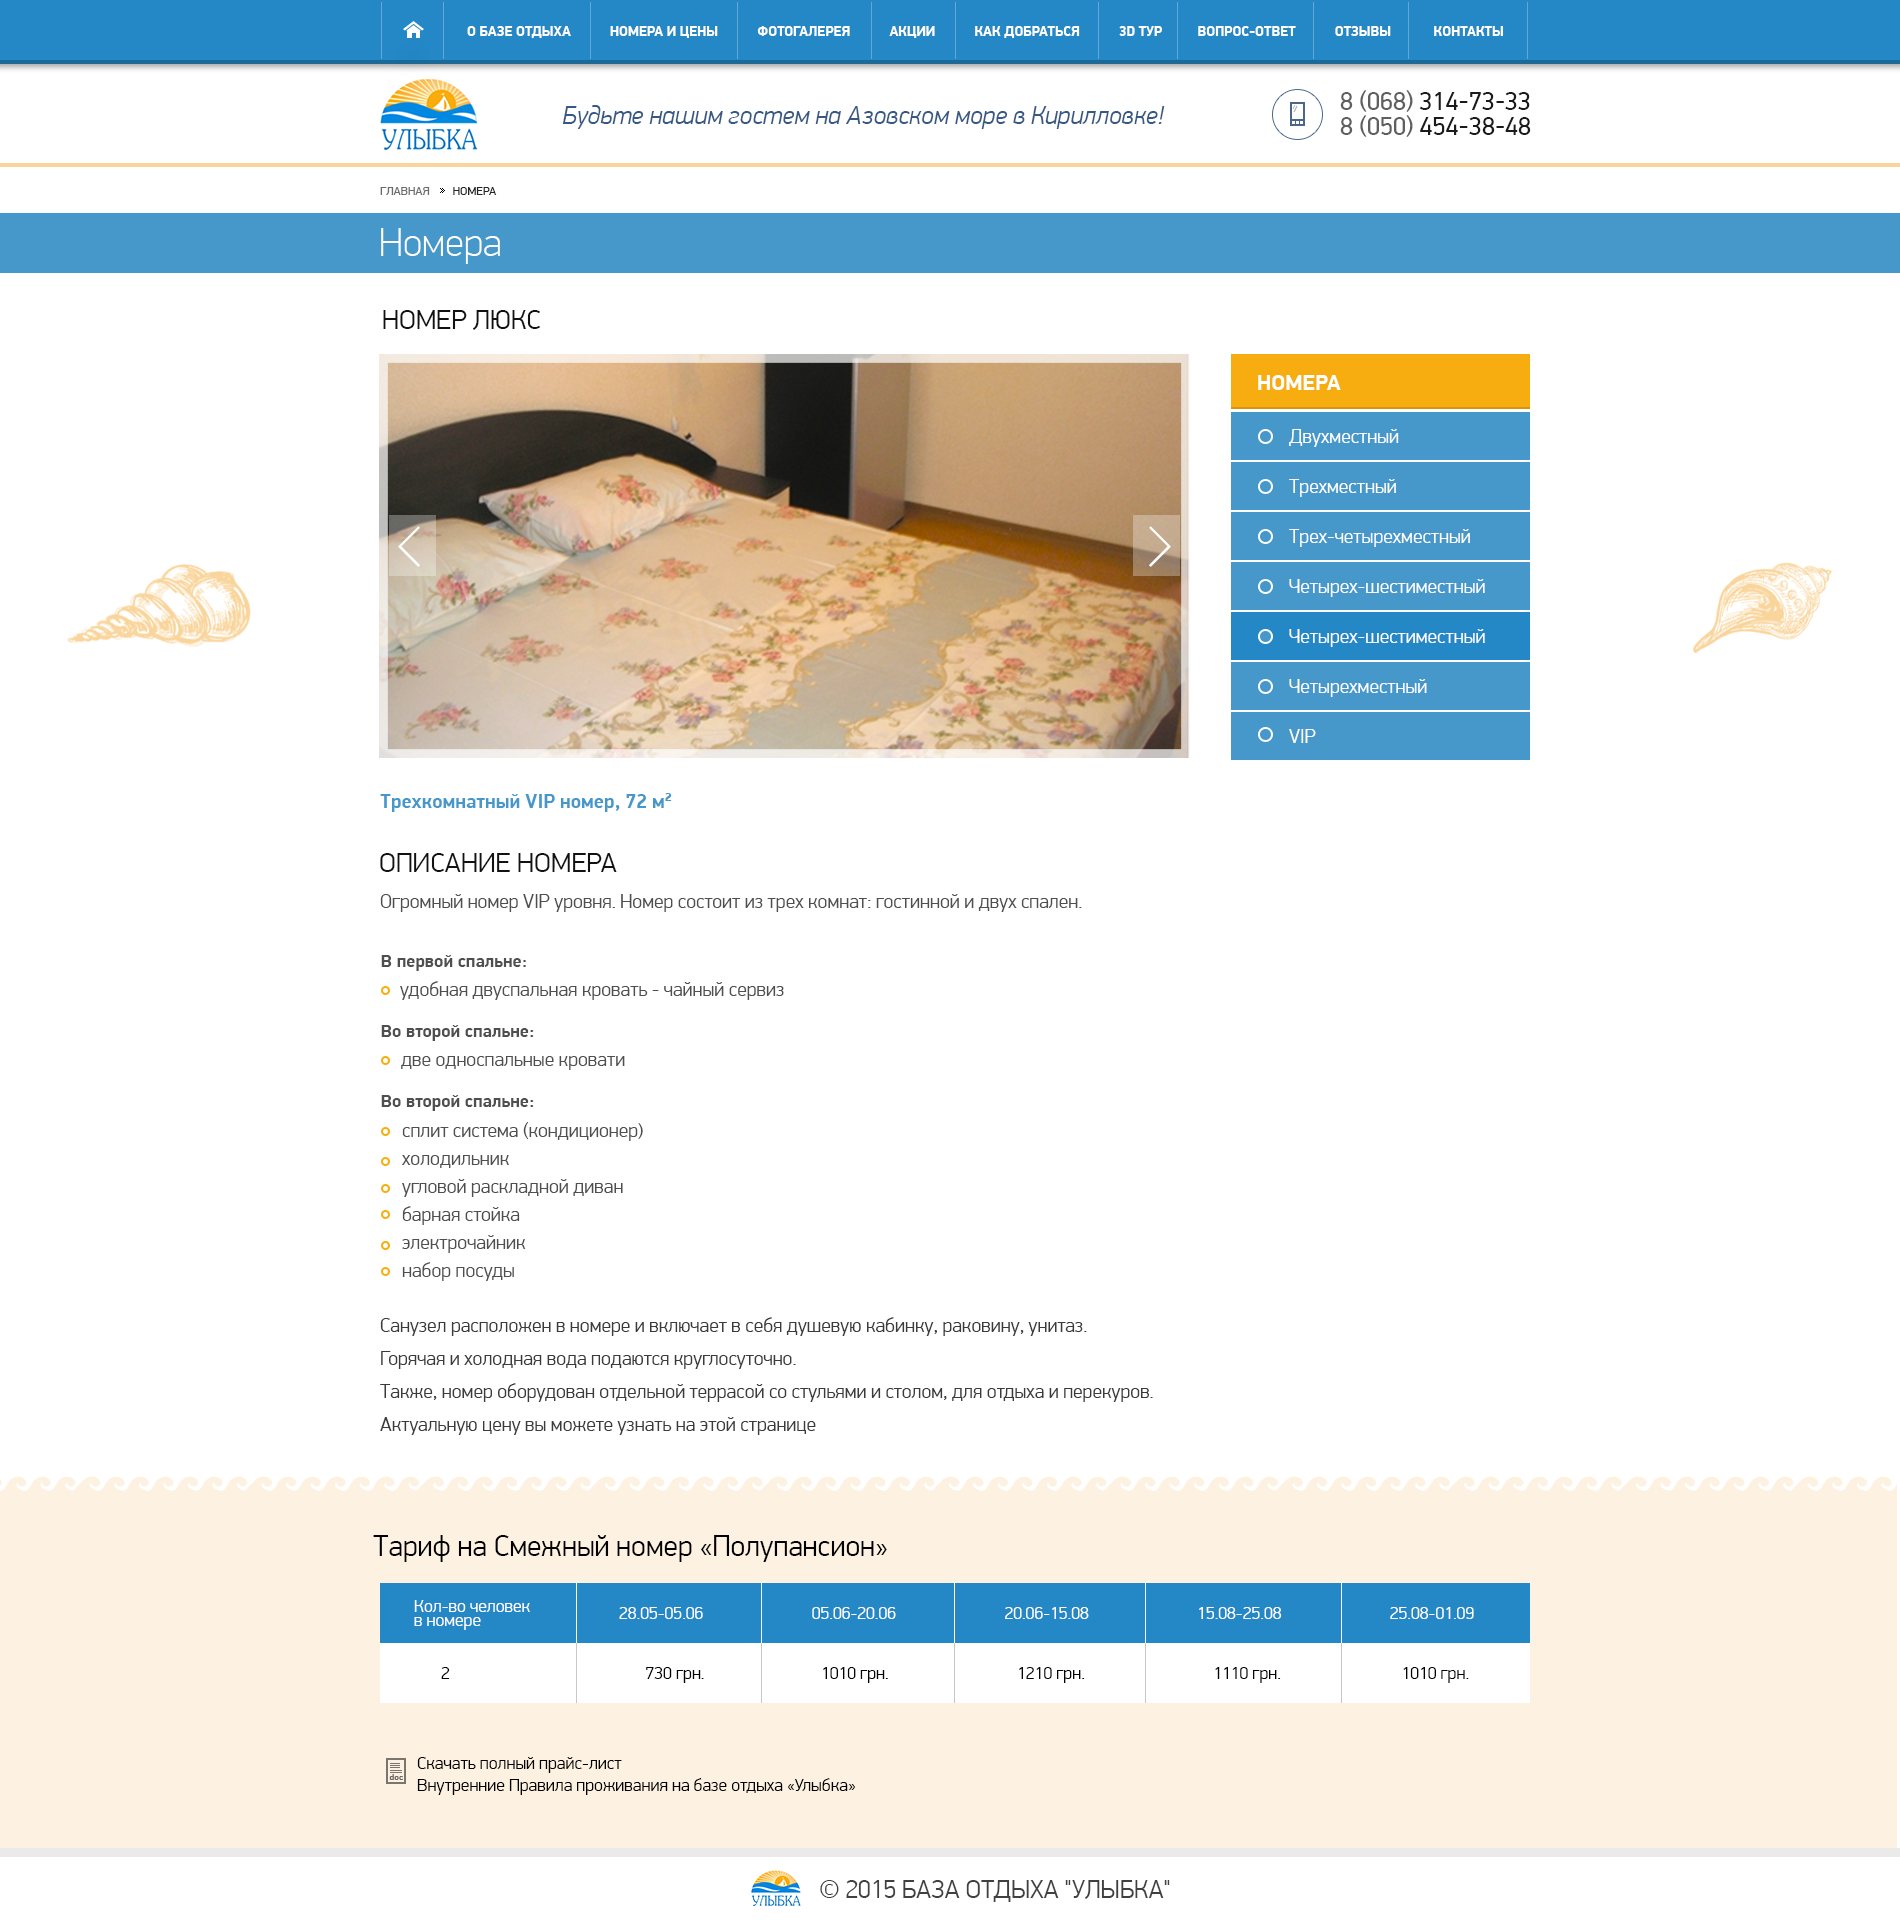 О БАЗЕ ОТДЫХА НОМЕРА И ЦЕНЫ ФОТОГАЛЕРЕЯ АКЦИИ КАК ДОБРАТЬСЯ 3D ТУР ВОПРОС-ОТВЕТ ОТЗЫВЫ КОНТАКТЫ
УЛЫБКА
Будьте нашим гостем на Азовском море в Кирилловке!
8 (068) 314-73-33
8 (050) 454-38-48
ГЛАВНАЯ » НОМЕРА
Номера
НОМЕР ЛЮКС
НОМЕРА
Двухместный
Трехместный
Трех-четырехместный
Четырех-шестиместный
Четырех-шестиместный
Четырехместный
VIP
Трехкомнатный VIP номер, 72 м²
ОПИСАНИЕ НОМЕРА
Огромный номер VIP уровня. Номер состоит из трех комнат: гостинной и двух спален.
В первой спальне:
удобная двуспальная кровать - чайный сервиз
Во второй спальне:
две односпальные кровати
Во второй спальне:
сплит система (кондиционер)
холодильник
угловой раскладной диван
барная стойка
электрочайник
набор посуды
Санузел расположен в номере и включает в себя душевую кабинку, раковину, унитаз.
Горячая и холодная вода подаются круглосуточно.
Также, номер оборудован отдельной террасой со стульями и столом, для отдыха и перекуров.
Актуальную цену вы можете узнать на этой странице
Тариф на Смежный номер «Полупансион»
Кол-во человек
в номере
28.05-05.06 05.06-20.06 20.06-15.08 15.08-25.08 25.08-01.09
2 730 грн. 1010 грн. 1210 грн. 1110 грн. 1010 грн.
doc
Скачать полный прайс-лист
Внутренние Правила проживания на базе отдыха «Улыбка»
УЛЫБКА
© 2015 БАЗА ОТДЫХА "УЛЫБКА"